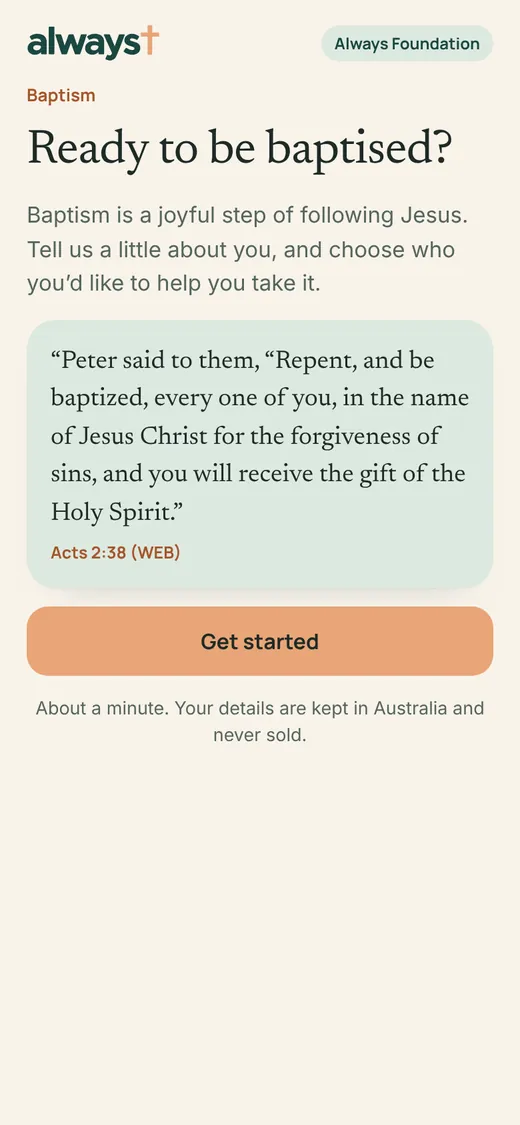 always
Always Foundation
Baptism
Ready to be baptised?
Baptism is a joyful step of following Jesus.
Tell us a little about you, and choose who
you’d like to help you take it.
“Peter said to them, “Repent, and be
baptized, every one of you, in the name
of Jesus Christ for the forgiveness of
sins, and you will receive the gift of the
Holy Spirit.”
Acts 2:38 (WEB)
Get started
About a minute. Your details are kept in Australia and
never sold.